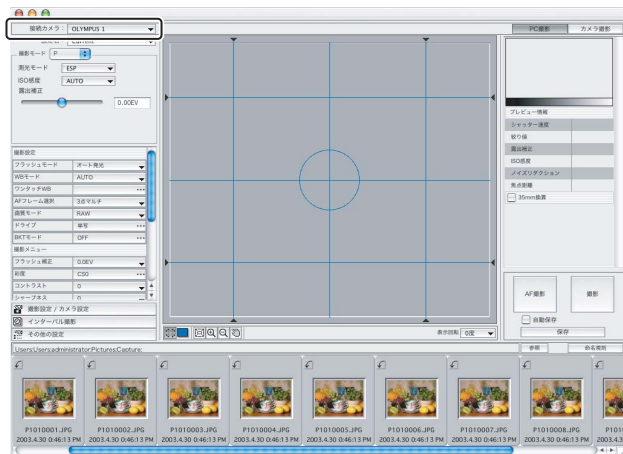 接続カメラ： OLYMPUS 1
PC撮影 カメラ撮影
撮影モード P
測光モード ESP
ISO感度 AUTO
露出補正
0.00EV
撮影設定
フラッシュモード オート発光
WBモード AUTO
ワンタッチWB ...
AFフレーム選択 3点マルチ
画質モード RAW
ドライブ 単写 ...
BKTモード OFF ...
撮影メニュー
フラッシュ補正 0.0EV
彩度 CS0 ...
コントラスト 0
シャープネス 0
撮影設定 / カメラ設定
インターバル撮影
その他の設定
プレビュー情報
シャッター速度
絞り値
露出補正
ISO感度
ノイズリダクション
焦点距離
35mm換算
AF撮影 撮影
自動保存
保存
表示回転 0度
Users:Users:administrator:Pictures:Capture:
参照 命名規則
P1010001.JPG P1010002.JPG P1010003.JPG P1010004.JPG P1010005.JPG P1010006.JPG P1010007.JPG P1010008.JPG
2003.4.30 0:46:13 PM 2003.4.30 0:46:13 PM 2003.4.30 0:46:13 PM 2003.4.30 0:46:13 PM 2003.4.30 0:46:13 PM 2003.4.30 0:46:13 PM 2003.4.30 0:46:13 PM 2003.4.30 0:46:13 PM